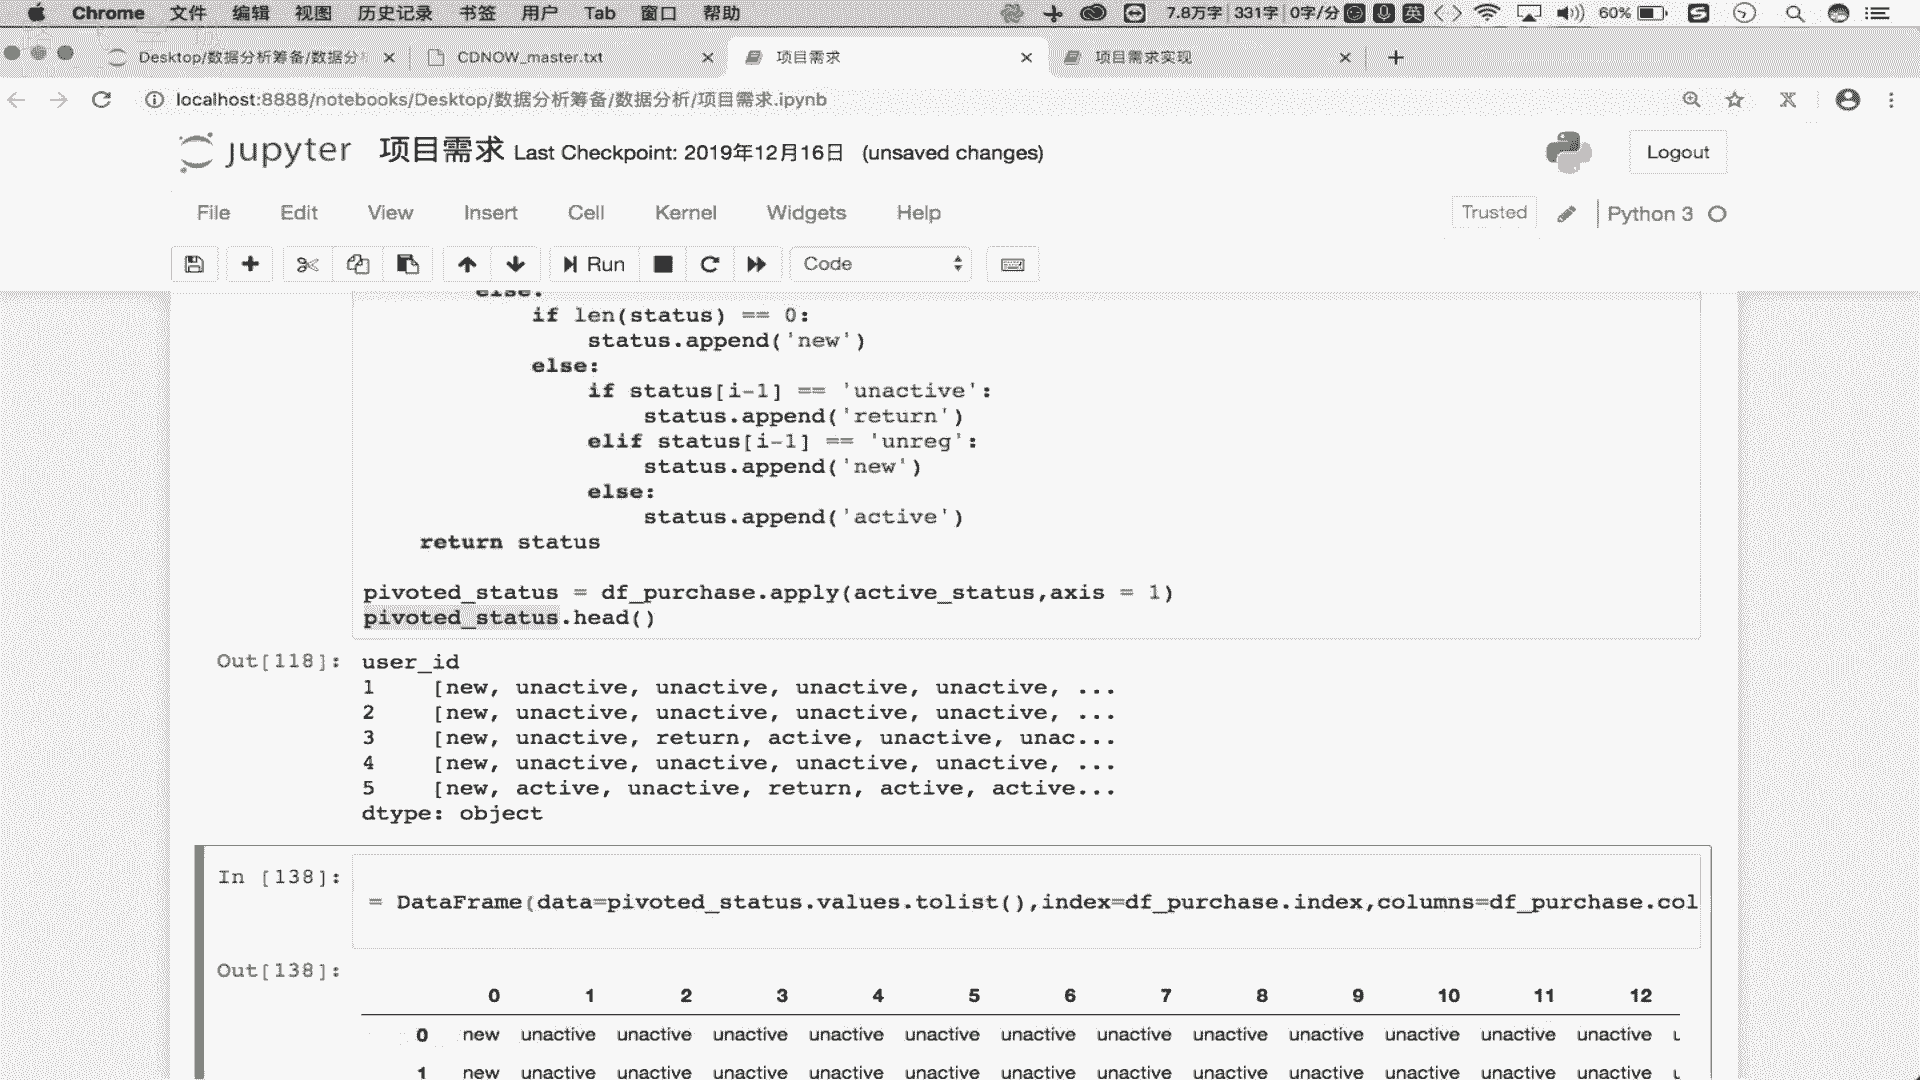 Chrome 文件 编辑 视图 历史记录 书签 用户 Tab 窗口 帮助 7.8万字 331字 0字/分 英 60%
Desktop/数据分析筹备/数据分 CDNOW_master.txt 项目需求 项目需求实现
localhost:8888/notebooks/Desktop/数据分析筹备/数据分析/项目需求.ipynb
jupyter 项目需求 Last Checkpoint: 2019年12月16日 (unsaved changes) Logout
File Edit View Insert Cell Kernel Widgets Help Trusted Python 3
Run Code
else:
if len(status) == 0:
status.append('new')
else:
if status[i-1] == 'unactive':
status.append('return')
elif status[i-1] == 'unreg':
status.append('new')
else:
status.append('active')
return status
pivoted_status = df_purchase.apply(active_status,axis = 1)
pivoted_status.head()
Out[118]: user_id
1 [new, unactive, unactive, unactive, unactive, ...
2 [new, unactive, unactive, unactive, unactive, ...
3 [new, unactive, return, active, unactive, unac...
4 [new, unactive, unactive, unactive, unactive, ...
5 [new, active, unactive, return, active, active...
dtype: object
In [138]:
= DataFrame(data=pivoted_status.values.tolist(),index=df_purchase.index,columns=df_purchase.col
Out[138]:
0 1 2 3 4 5 6 7 8 9 10 11 12
0 new unactive unactive unactive unactive unactive unactive unactive unactive unactive unactive unactive unactive u
1 new unactive unactive unactive unactive unactive unactive unactive unactive unactive unactive unactive unactive